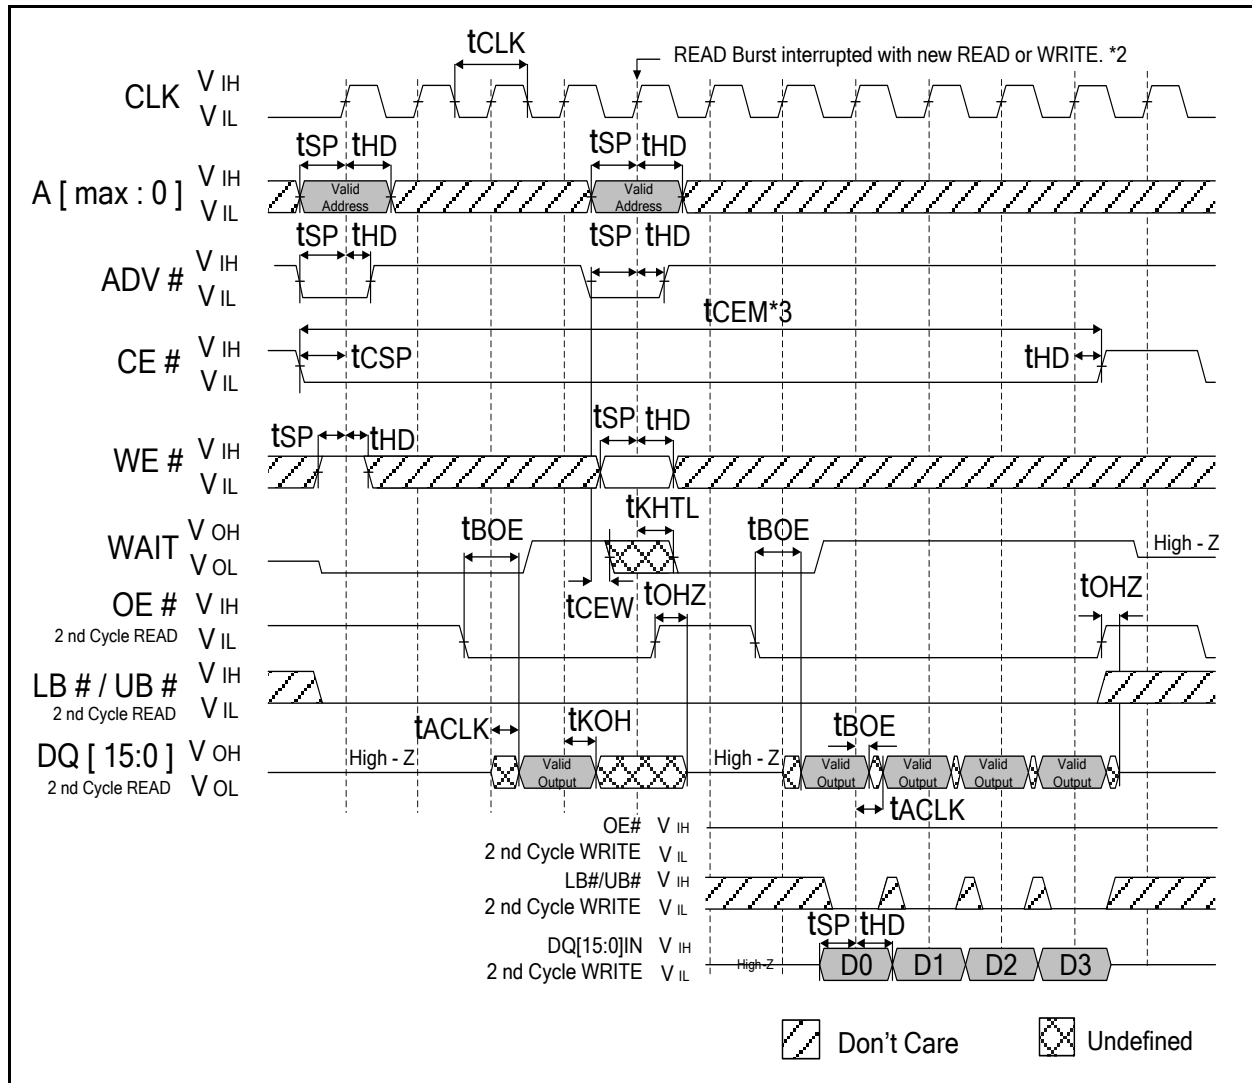 tCLK
READ Burst interrupted with new READ or WRITE. *2
CLK
V IH
V IL
tSP tHD tSP tHD
A [ max : 0 ]
V IH
V IL
Valid Address
Valid Address
tSP tHD tSP tHD
ADV #
V IH
V IL
tCEM*3
CE #
V IH
V IL
tCSP
tHD
tSP tHD tSP tHD
WE #
V IH
V IL
tKHTL
tBOE tBOE
WAIT
V OH
V OL
High - Z
tCEW tOHZ tOHZ
OE #
2 nd Cycle READ
V IH
V IL
LB # / UB #
2 nd Cycle READ
V IH
V IL
tACLK tKOH tBOE
DQ [ 15:0 ]
2 nd Cycle READ
V OH
V OL
High - Z
Valid Output
High - Z
Valid Output
Valid Output
Valid Output
Valid Output
tACLK
OE#
2 nd Cycle WRITE
V IH
V IL
LB#/UB#
2 nd Cycle WRITE
V IH
V IL
tSP tHD
DQ[15:0]IN
2 nd Cycle WRITE
V IH
V IL
High-Z
D0 D1 D2 D3
Don't Care
Undefined